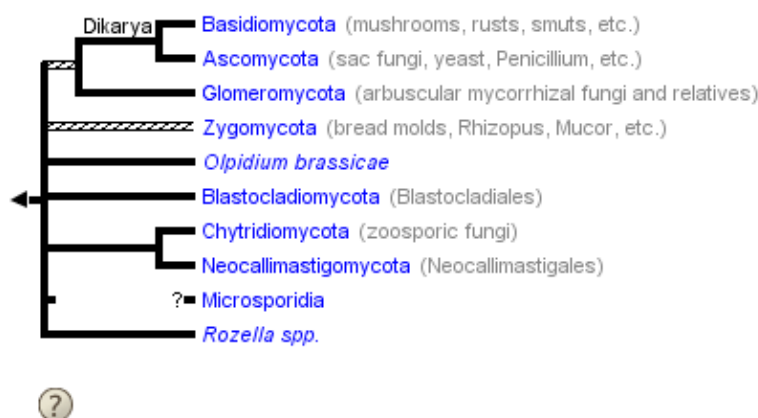 Dikarya
Basidiomycota (mushrooms, rusts, smuts, etc.)
Ascomycota (sac fungi, yeast, Penicillium, etc.)
Glomeromycota (arbuscular mycorrhizal fungi and relatives)
Zygomycota (bread molds, Rhizopus, Mucor, etc.)
Olpidium brassicae
Blastocladiomycota (Blastocladiales)
Chytridiomycota (zoosporic fungi)
Neocallimastigomycota (Neocallimastigales)
? Microsporidia
Rozella spp.
?